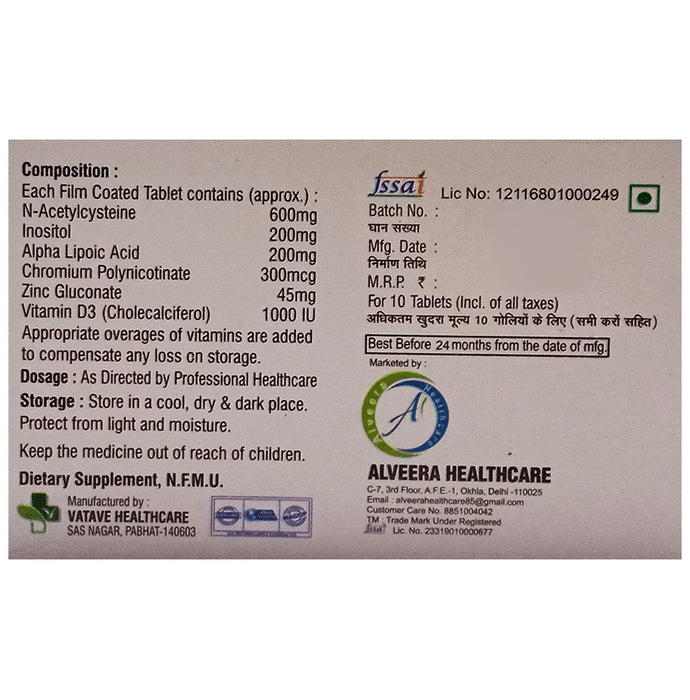 Composition :
Each Film Coated Tablet contains (approx.) :
N-Acetylcysteine 600mg
Inositol 200mg
Alpha Lipoic Acid 200mg
Chromium Polynicotinate 300mcg
Zinc Gluconate 45mg
Vitamin D3 (Cholecalciferol) 1000 IU
Appropriate overages of vitamins are added
to compensate any loss on storage.
Dosage : As Directed by Professional Healthcare
Storage : Store in a cool, dry & dark place.
Protect from light and moisture.
Keep the medicine out of reach of children.
Dietary Supplement, N.F.M.U.
Manufactured by :
VATAVE HEALTHCARE
SAS NAGAR, PABHAT-140603
fssai Lic No: 12116801000249
Batch No. :
घान संख्या
Mfg. Date :
निर्माण तिथि
M.R.P. ₹ :
For 10 Tablets (Incl. of all taxes)
अधिकतम खुदरा मूल्य 10 गोलियों के लिए (सभी करों सहित)
Best Before 24 months from the date of mfg.
Marketed by :
Alveera Healthcare
ALVEERA HEALTHCARE
C-7, 3rd Floor, A.F.E.-1, Okhla, Delhi -110025
Email : alveerahealthcare85@gmail.com
Customer Care No. 8851004042
TM : Trade Mark Under Registered
fssai Lic. No. 23319010000677